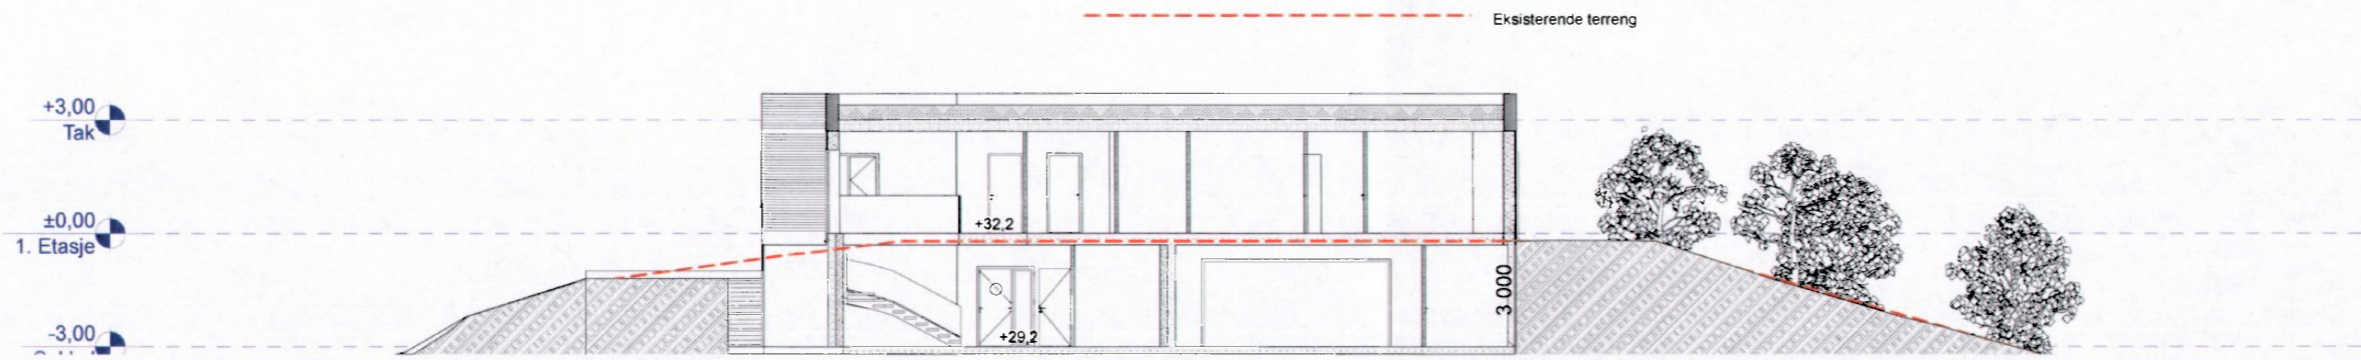 Eksisterende terreng
+3,00
Tak
+32,2
±0,00
1. Etasje
3 000
-3,00
+29,2